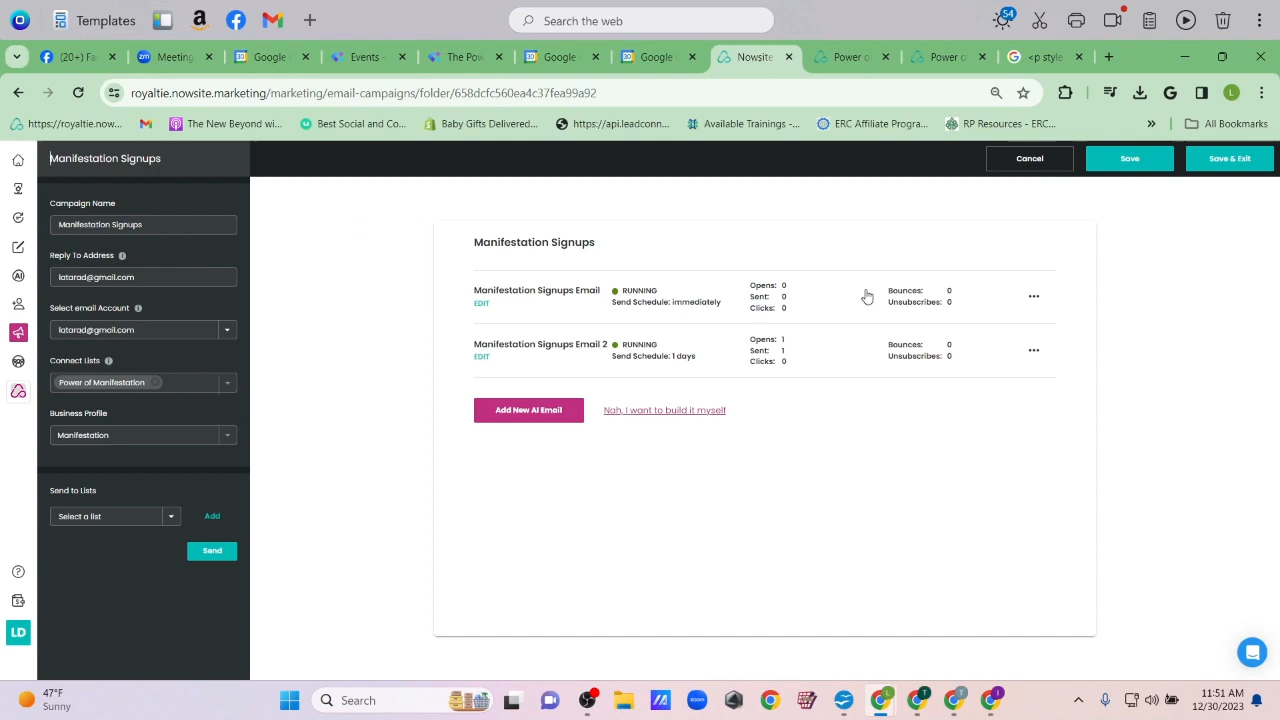 Templates
Search the web
54
(20+) Fa
Meeting
Google
Events -
The Pow
Google
Google
Nowsite
Power o
Power o
<p style
royaltie.nowsite.marketing/marketing/email-campaigns/folder/658dcfc560ea4c37fea99a92
L
https://royaltie.now...
The New Beyond wi...
Best Social and Co...
Baby Gifts Delivered...
https://api.leadconn...
Available Trainings -...
ERC Affiliate Progra...
RP Resources - ERC...
All Bookmarks
Manifestation Signups
Cancel
Save
Save & Exit
Campaign Name
Manifestation Signups
Reply To Address
latarad@gmail.com
Select email Account
latarad@gmail.com
Connect Lists
Power of Manifestation
Business Profile
Manifestation
Send to Lists
Select a list
Add
Send
AI
LD
Manifestation Signups
Manifestation Signups Email
EDIT
RUNNING
Send Schedule: immediately
Opens: 0
Sent: 0
Clicks: 0
Bounces: 0
Unsubscribes: 0
Manifestation Signups Email 2
EDIT
RUNNING
Send Schedule: 1 days
Opens: 1
Sent: 1
Clicks: 0
Bounces: 0
Unsubscribes: 0
Add New AI Email
Nah, I want to build it myself
47°F
Sunny
Search
zoom
11:51 AM
12/30/2023